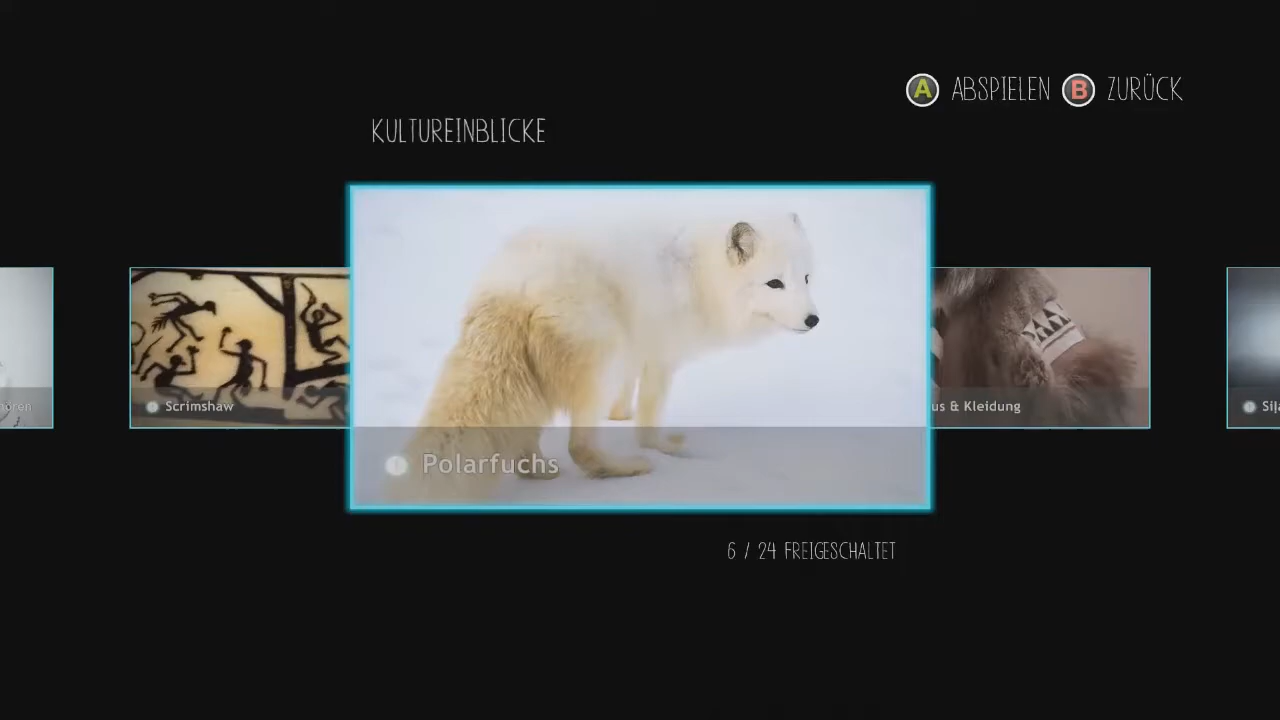 A ABSPIELEN B ZURÜCK
KULTUREINBLICKE
Scrimshaw
us & Kleidung
Polarfuchs
6 / 24 FREIGESCHALTET